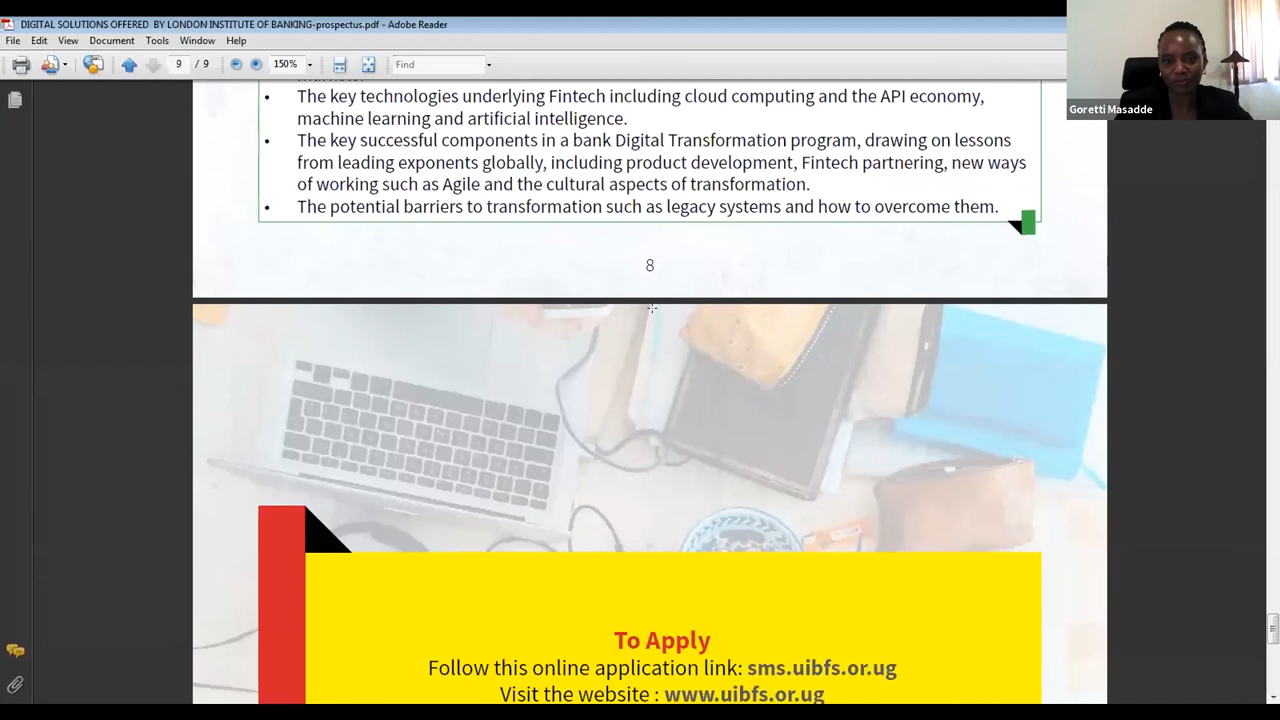 DIGITAL SOLUTIONS OFFERED BY LONDON INSTITUTE OF BANKING-prospectus.pdf - Adobe Reader
File Edit View Document Tools Window Help
9 / 9 150% Find
Goretti Masadde
• The key technologies underlying Fintech including cloud computing and the API economy,
machine learning and artificial intelligence.
• The key successful components in a bank Digital Transformation program, drawing on lessons
from leading exponents globally, including product development, Fintech partnering, new ways
of working such as Agile and the cultural aspects of transformation.
• The potential barriers to transformation such as legacy systems and how to overcome them.
8
To Apply
Follow this online application link: sms.uibfs.or.ug
Visit the website : www.uibfs.or.ug